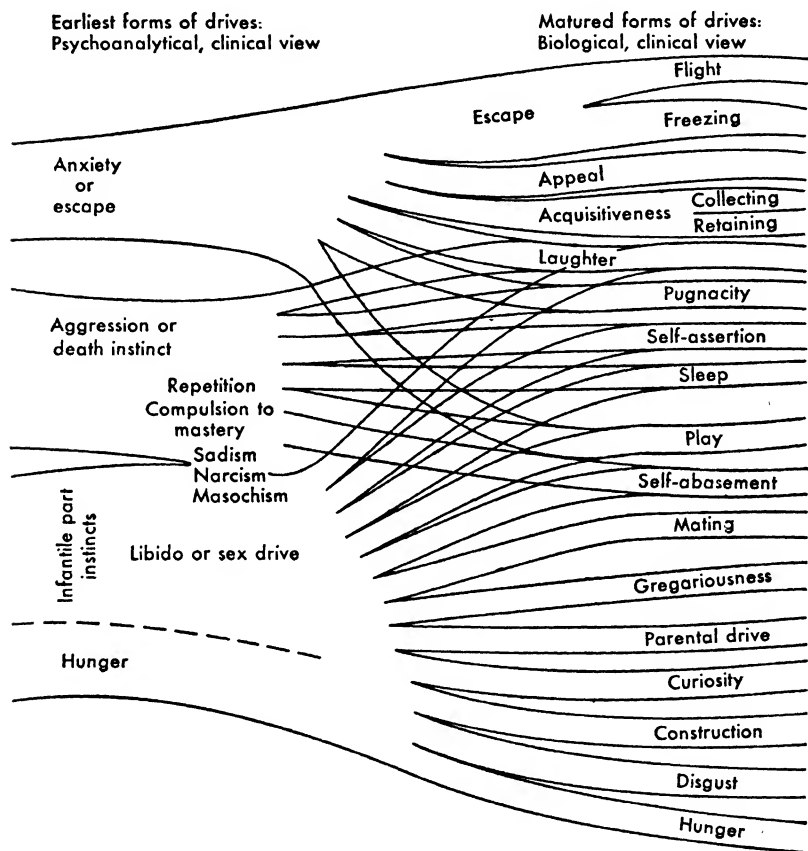 Earliest forms of drives:
Psychoanalytical, clinical view
Matured forms of drives:
Biological, clinical view
Anxiety
or
escape
Aggression or
death instinct
Repetition
Compulsion to
mastery
Sadism
Narcism
Masochism
Infantile part
instincts
Libido or sex drive
Hunger
Escape
Flight
Freezing
Appeal
Acquisitiveness
Collecting
Retaining
Laughter
Pugnacity
Self-assertion
Sleep
Play
Self-abasement
Mating
Gregariousness
Parental drive
Curiosity
Construction
Disgust
Hunger